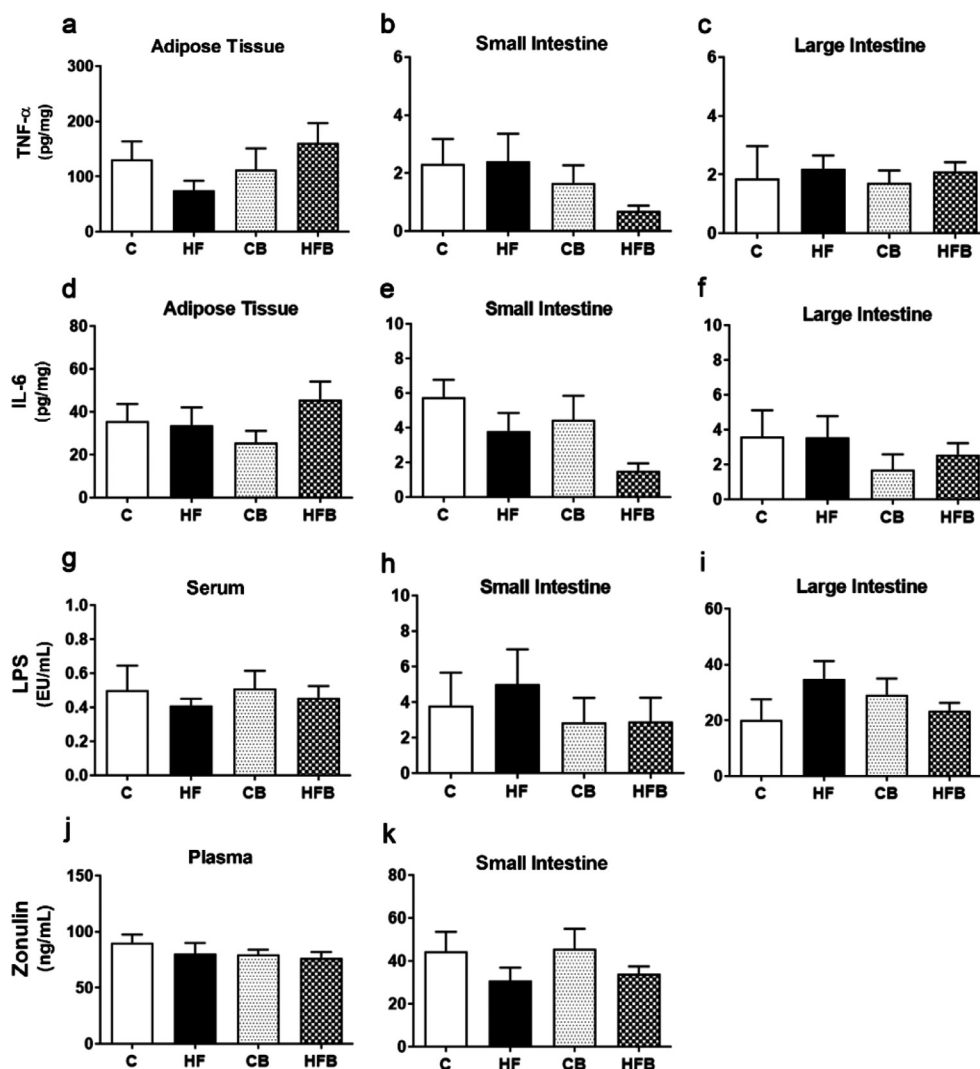 a
Adipose Tissue
TNF-α
(pg/mg)
300
200
100
0
C HF CB HFB
b
Small Intestine
6
4
2
0
C HF CB HFB
c
Large Intestine
6
4
2
0
C HF CB HFB
d
Adipose Tissue
IL-6
(pg/mg)
80
60
40
20
0
C HF CB HFB
e
Small Intestine
10
8
6
4
2
0
C HF CB HFB
f
Large Intestine
10
8
6
4
2
0
C HF CB HFB
g
Serum
LPS
(EU/mL)
1.0
0.8
0.6
0.4
0.2
0.0
C HF CB HFB
h
Small Intestine
10
8
6
4
2
0
C HF CB HFB
i
Large Intestine
60
40
20
0
C HF CB HFB
j
Plasma
Zonulin
(ng/mL)
150
100
50
0
C HF CB HFB
k
Small Intestine
80
60
40
20
0
C HF CB HFB